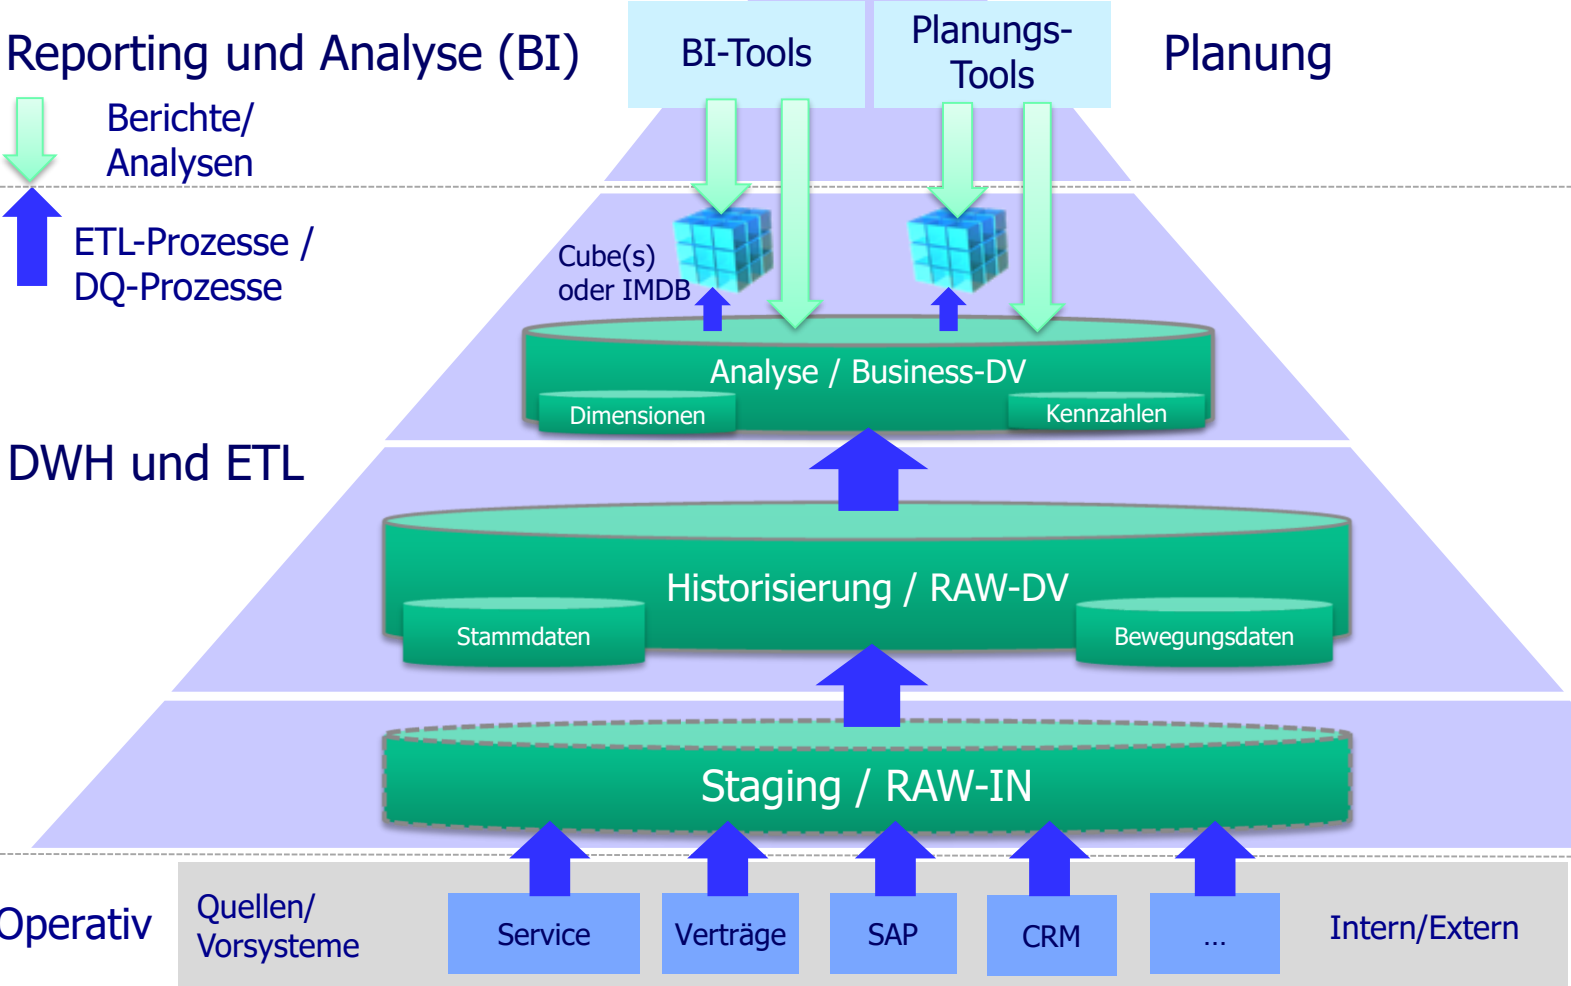 Reporting und Analyse (BI)
BI-Tools
Planungs-
Tools
Planung
Berichte/
Analysen
ETL-Prozesse /
DQ-Prozesse
Cube(s)
oder IMDB
Analyse / Business-DV
Dimensionen
Kennzahlen
DWH und ETL
Historisierung / RAW-DV
Stammdaten
Bewegungsdaten
Staging / RAW-IN
Operativ
Quellen/
Vorsysteme
Service
Verträge
SAP
CRM
...
Intern/Extern